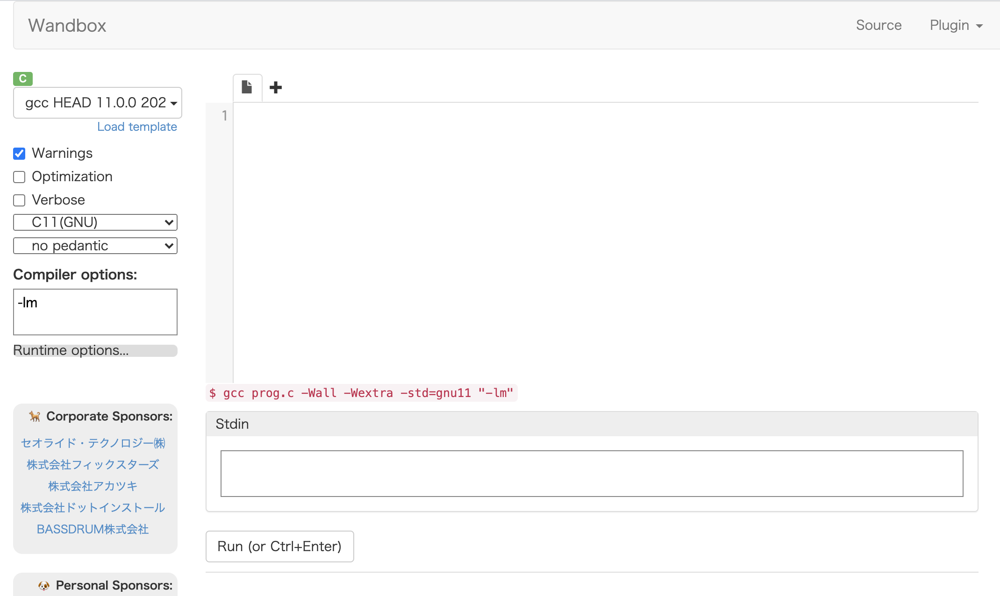 Wandbox
Source
Plugin
C
gcc HEAD 11.0.0 202
Load template
Warnings
Optimization
Verbose
C11(GNU)
no pedantic
Compiler options:
-lm
Runtime options...
Corporate Sponsors:
セオライド・テクノロジー㈱
株式会社フィックスターズ
株式会社アカツキ
株式会社ドットインストール
BASSDRUM株式会社
Personal Sponsors:
1
$ gcc prog.c -Wall -Wextra -std=gnu11 "-lm"
Stdin
Run (or Ctrl+Enter)